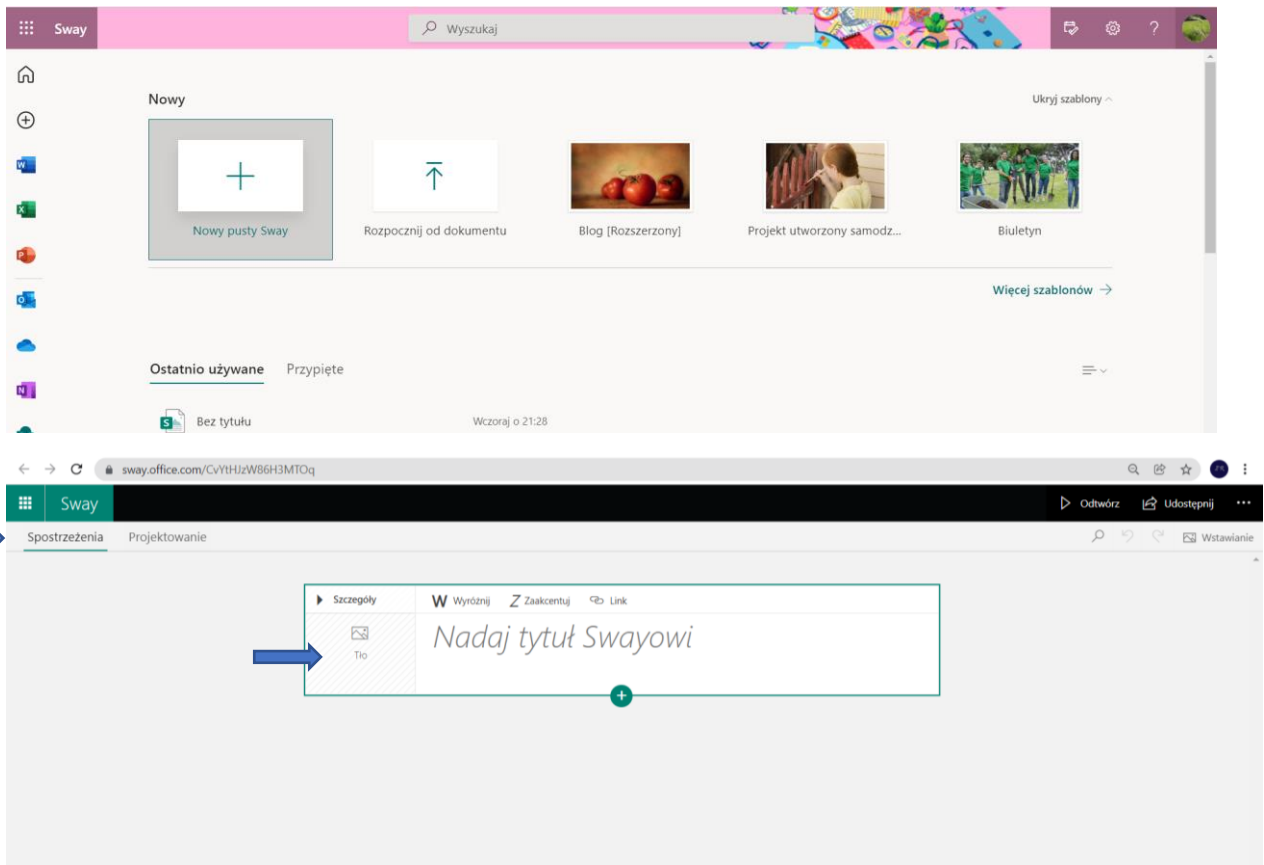 Sway
Wyszukaj
Nowy
Ukryj szablony
Nowy pusty Sway
Rozpocznij od dokumentu
Blog [Rozszerzony]
Projekt utworzony samodz...
Biuletyn
Więcej szablonów
Ostatnio używane Przypięte
Bez tytułu
Wczoraj o 21:28
sway.office.com/CvYtHJzW86H3MTOq
Sway
Odtwórz
Udostępnij
Spostrzeżenia Projektowanie
Wstawianie
Szczegóły
W Wyróżnij
Z Zaakcentuj
Link
Tło
Nadaj tytuł Swayowi